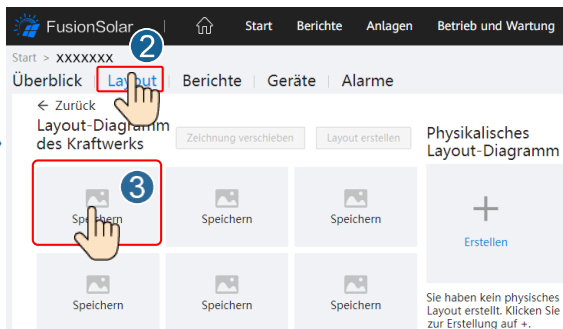 FusionSolar Start Berichte Anlagen Betrieb und Wartung
Start > XXXXXXX
2
Überblick Layout Berichte Geräte Alarme
← Zurück
Layout-Diagramm
des Kraftwerks
Zeichnung verschieben
Layout erstellen
Physikalisches
Layout-Diagramm
3
Speichern
Speichern
Speichern
Erstellen
Speichern
Speichern
Speichern
Sie haben kein physisches
Layout erstellt. Klicken Sie
zur Erstellung auf +.